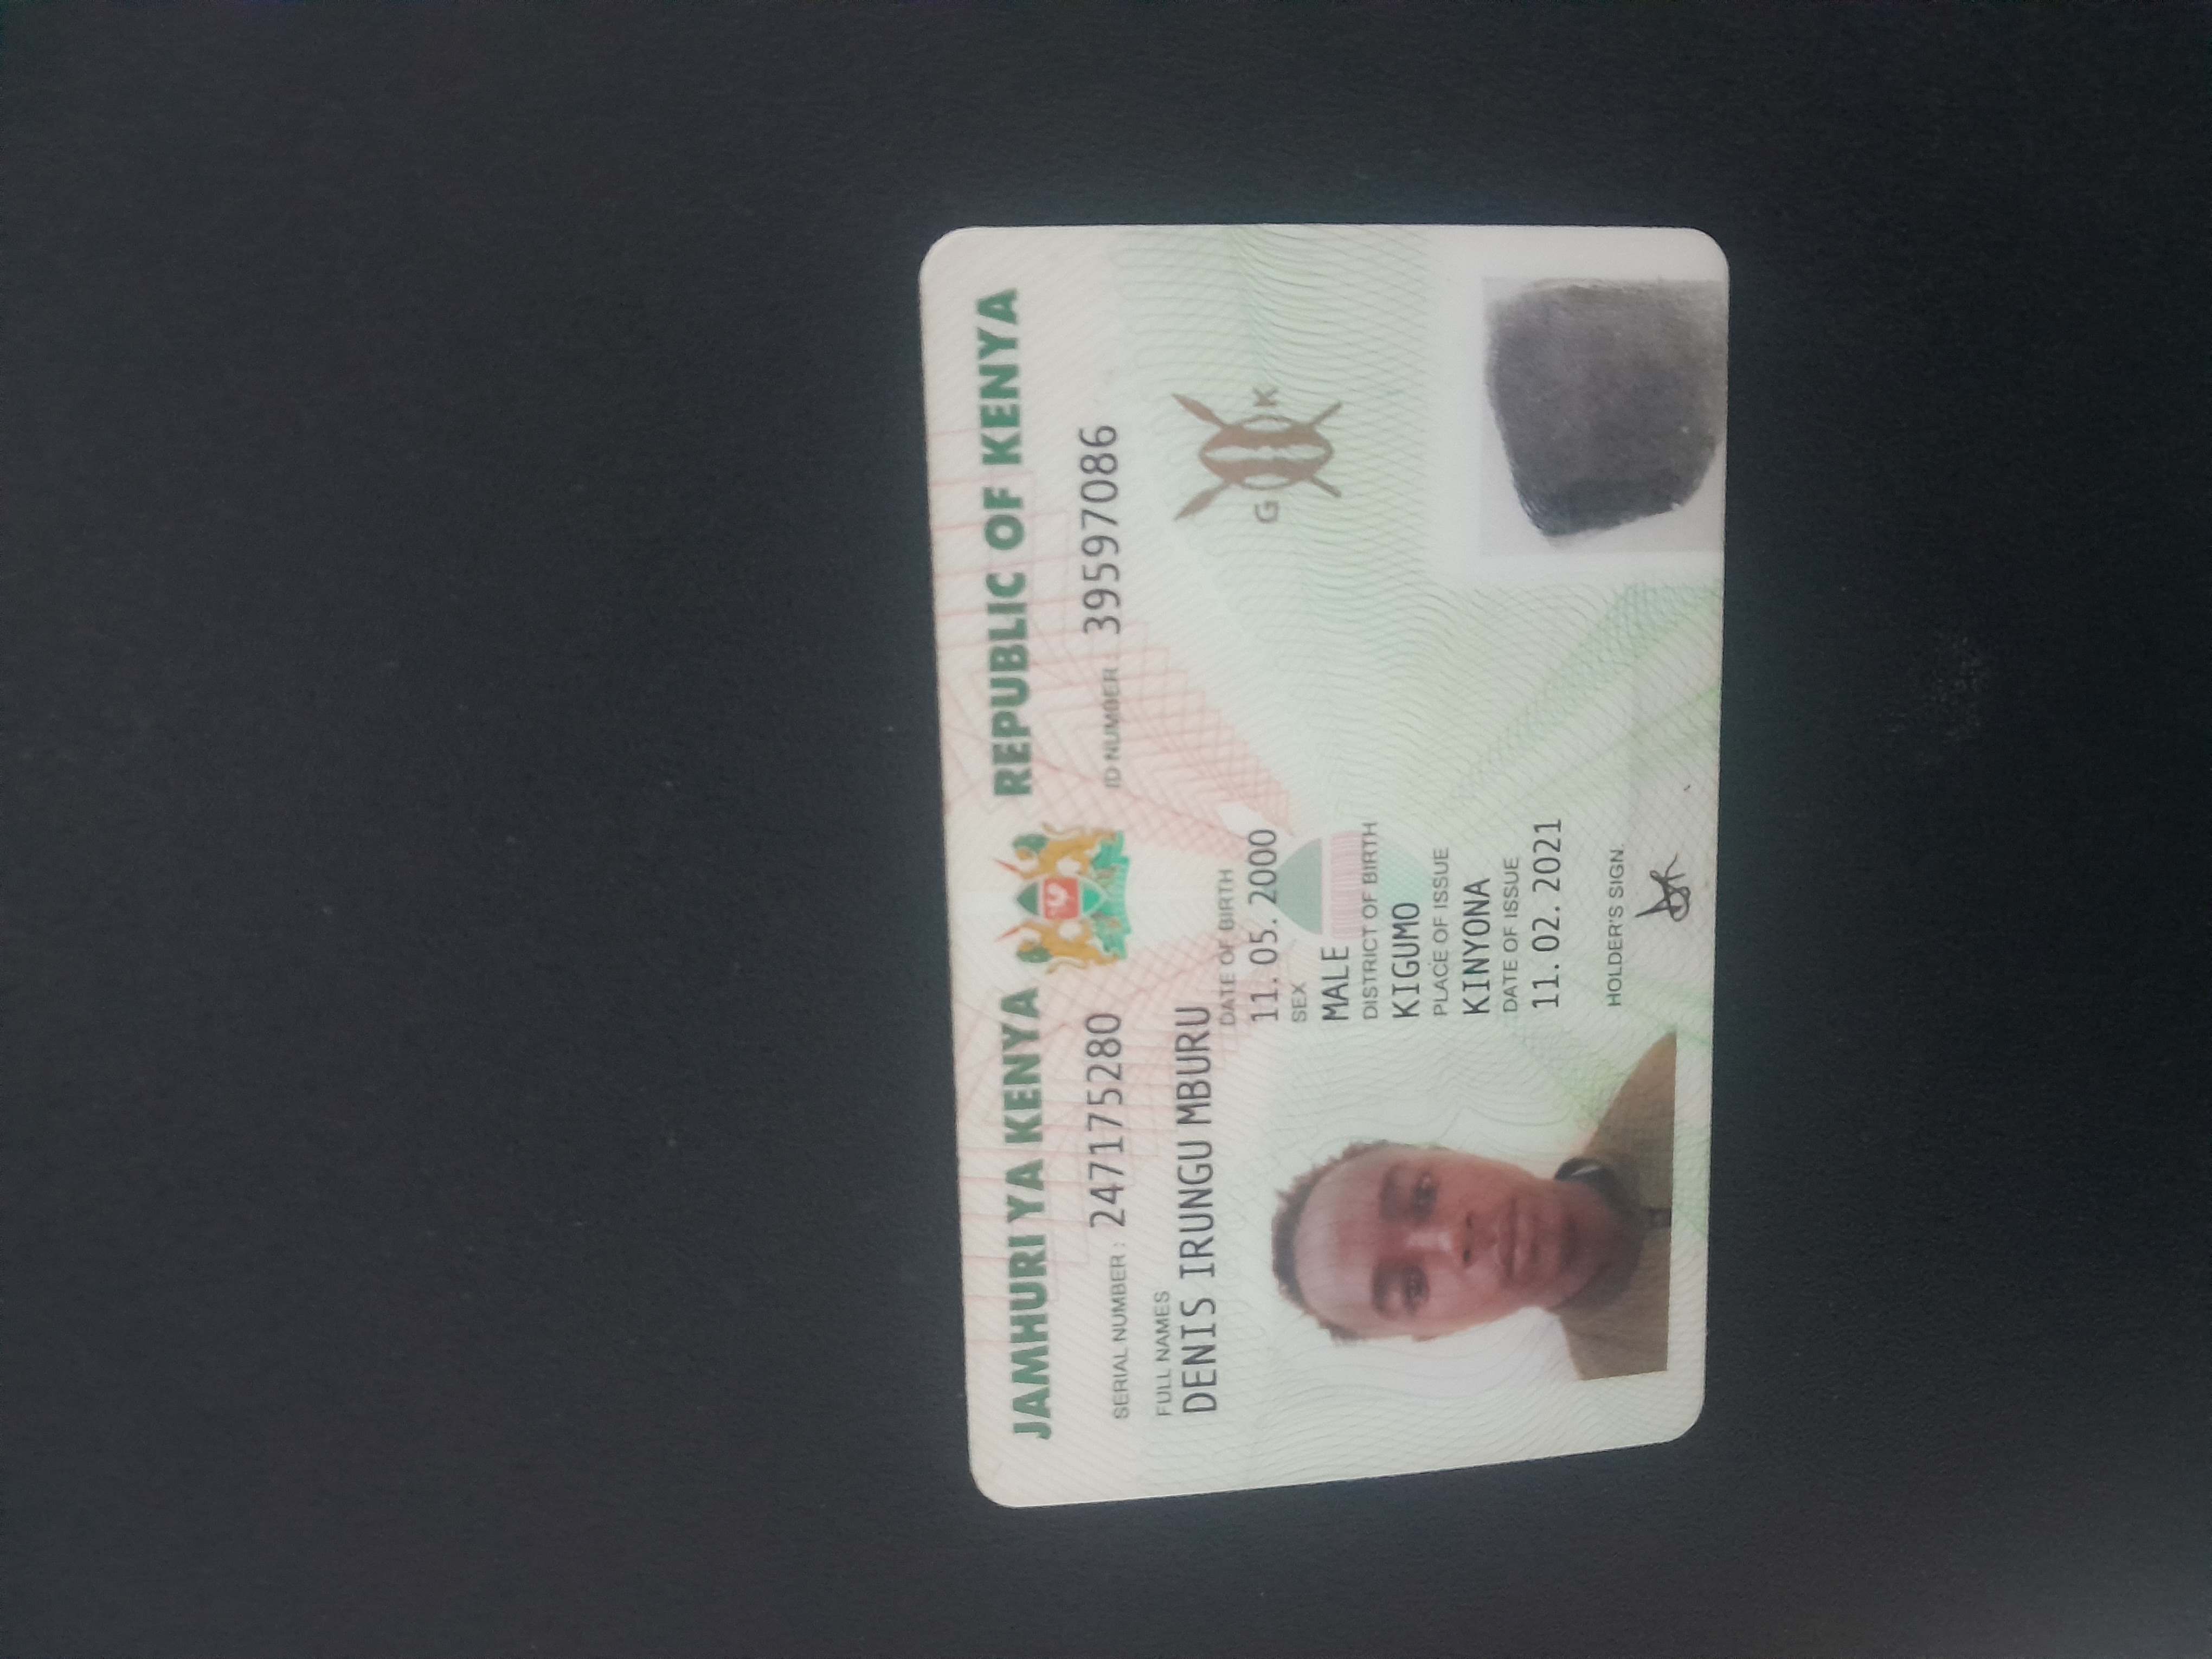 JAMHURI YA KENYA REPUBLIC OF KENYA
SERIAL NUMBER : 247175280 ID NUMBER : 39597086
FULL NAMES
DENIS IRUNGU MBURU
DATE OF BIRTH
11. 05. 2000
SEX
MALE
G K
DISTRICT OF BIRTH
KIGUMO
PLACE OF ISSUE
KINYONA
DATE OF ISSUE
11. 02. 2021
HOLDER'S SIGN.